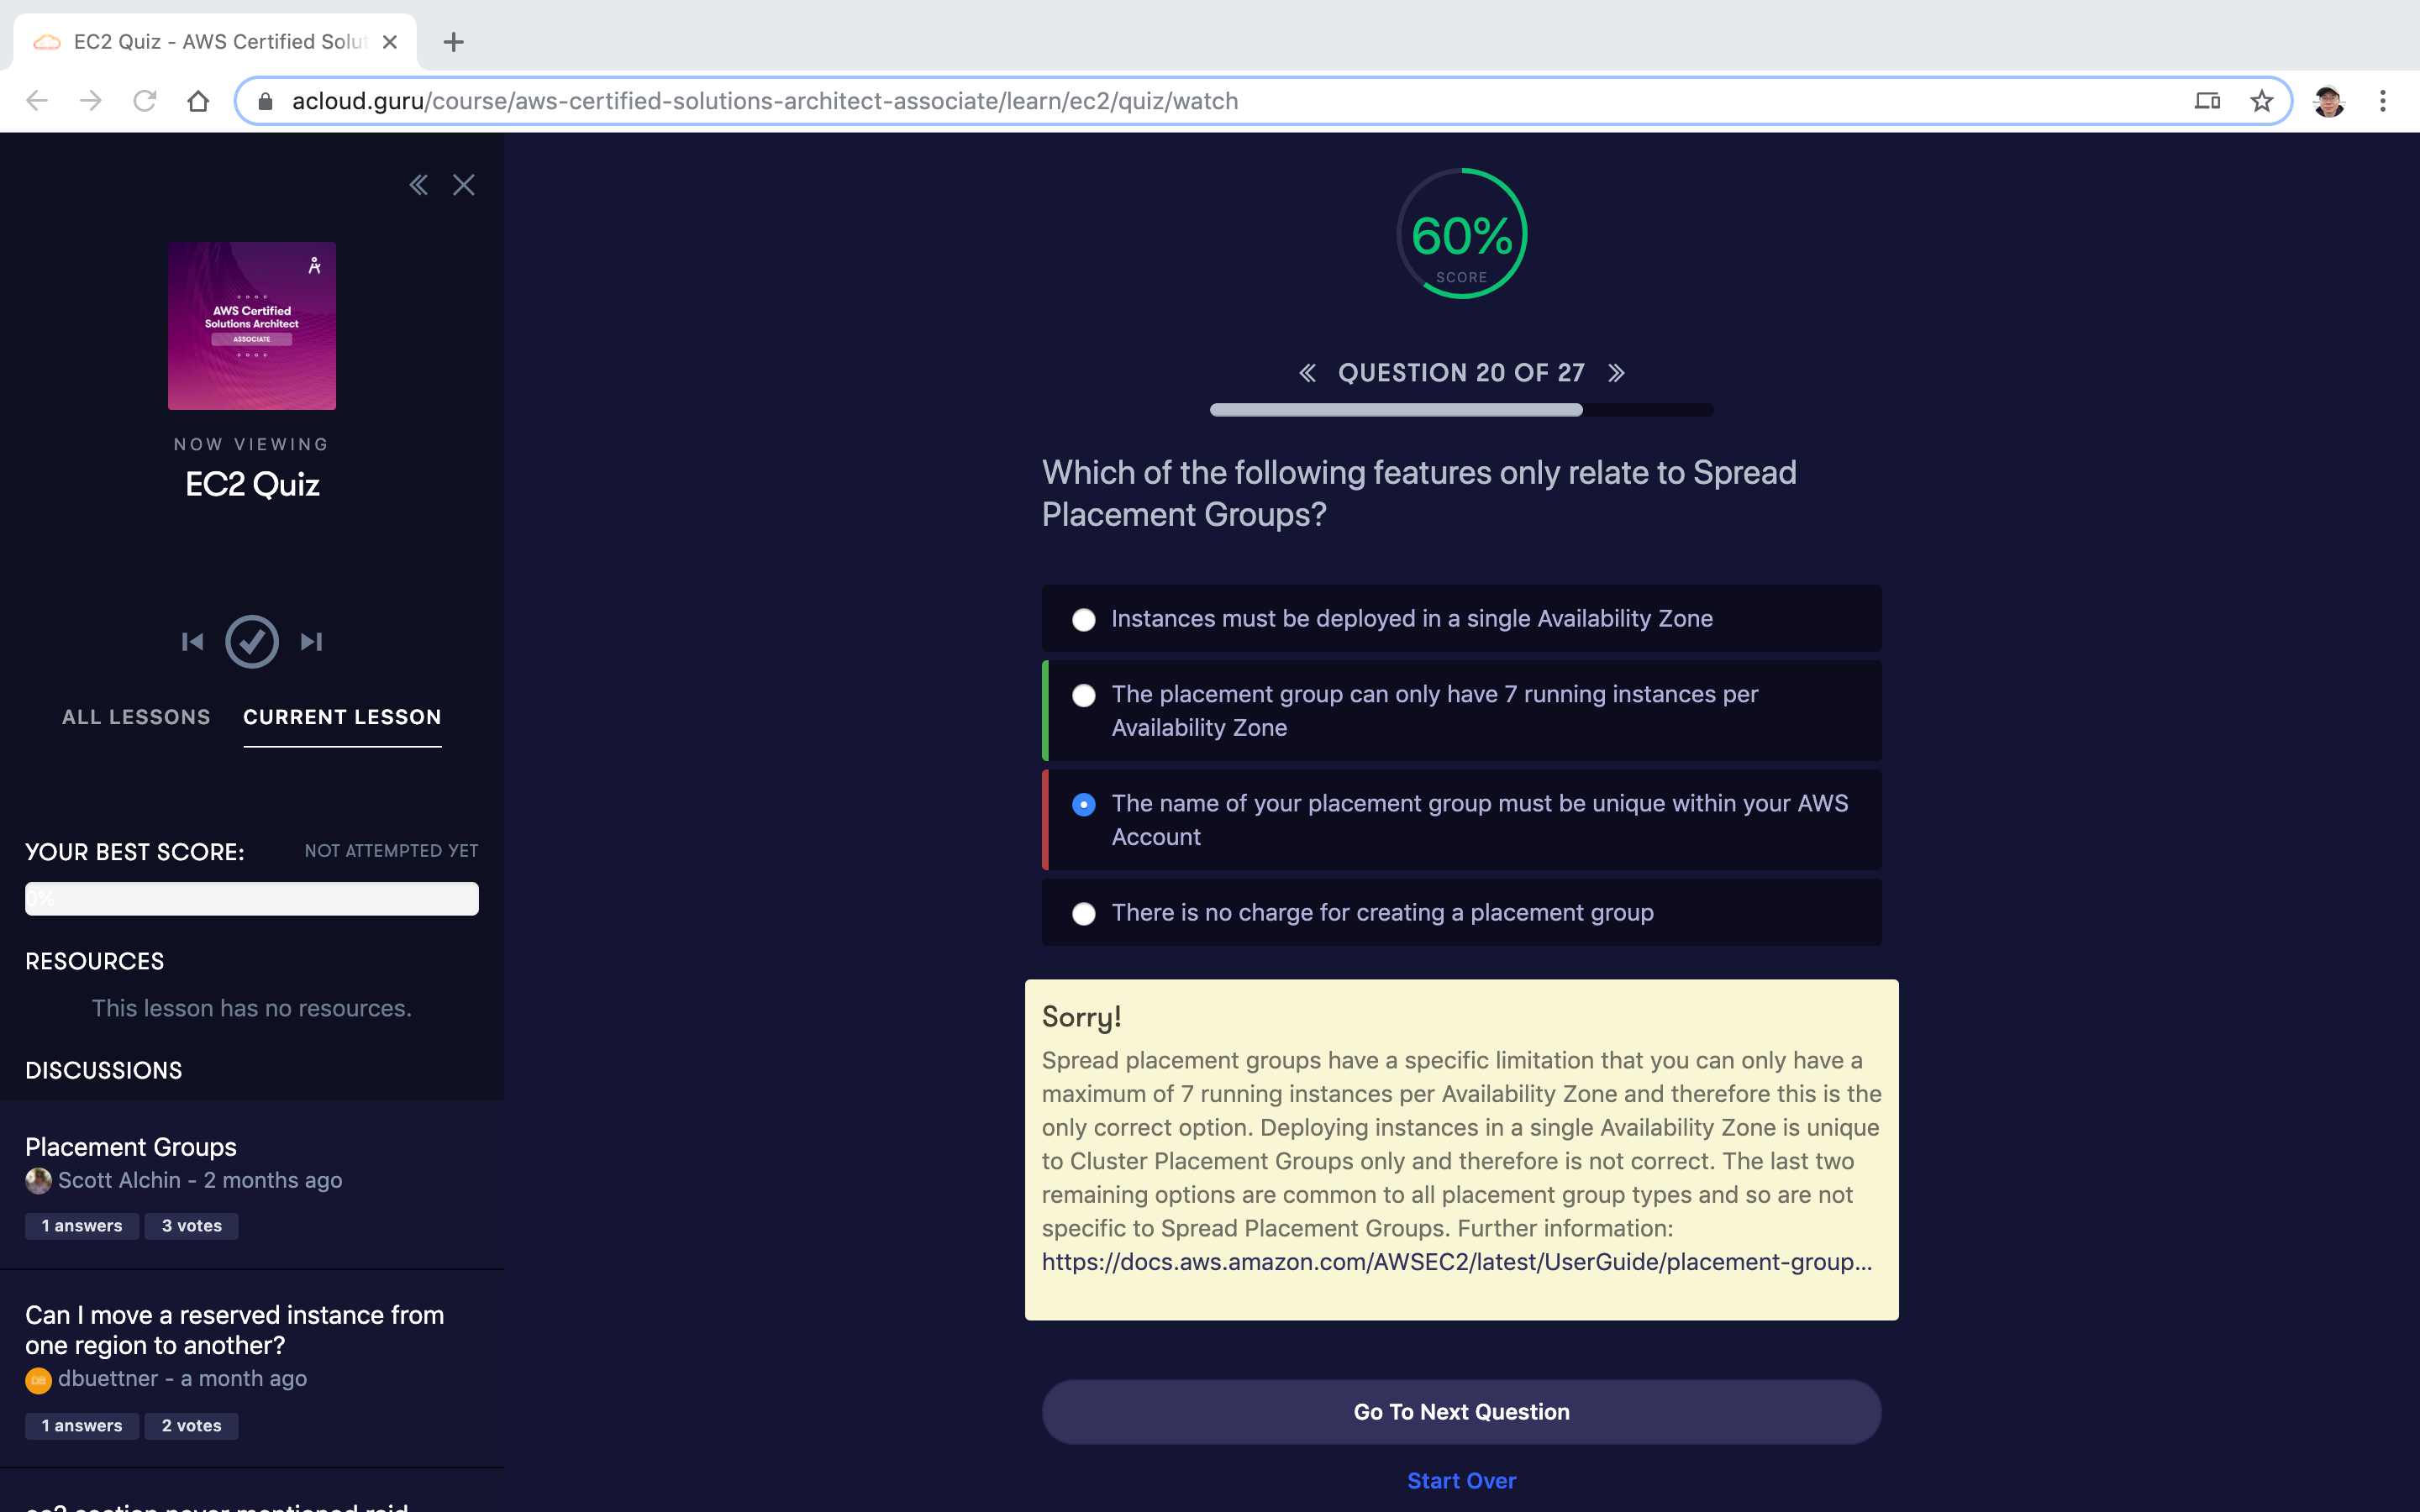 EC2 Quiz - AWS Certified Solut
acloud.guru/course/aws-certified-solutions-architect-associate/learn/ec2/quiz/watch
AWS Certified
Solutions Architect
ASSOCIATE
NOW VIEWING
EC2 Quiz
ALL LESSONS
CURRENT LESSON
YOUR BEST SCORE:
NOT ATTEMPTED YET
0%
RESOURCES
This lesson has no resources.
DISCUSSIONS
Placement Groups
Scott Alchin - 2 months ago
1 answers
3 votes
Can I move a reserved instance from
one region to another?
dbuettner - a month ago
1 answers
2 votes
ec2 section never mentioned raid
60%
SCORE
QUESTION 20 OF 27
Which of the following features only relate to Spread
Placement Groups?
Instances must be deployed in a single Availability Zone
The placement group can only have 7 running instances per
Availability Zone
The name of your placement group must be unique within your AWS
Account
There is no charge for creating a placement group
Sorry!
Spread placement groups have a specific limitation that you can only have a
maximum of 7 running instances per Availability Zone and therefore this is the
only correct option. Deploying instances in a single Availability Zone is unique
to Cluster Placement Groups only and therefore is not correct. The last two
remaining options are common to all placement group types and so are not
specific to Spread Placement Groups. Further information:
https://docs.aws.amazon.com/AWSEC2/latest/UserGuide/placement-group...
Go To Next Question
Start Over